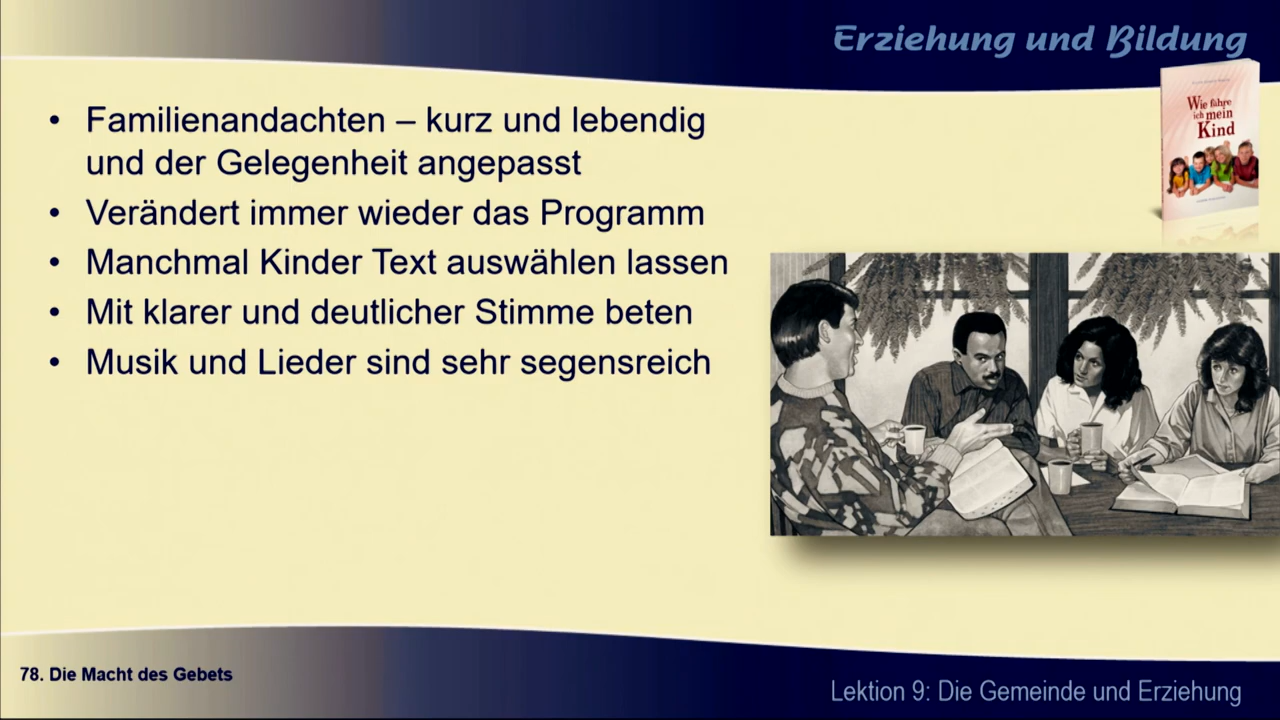 Erziehung und Bildung
Wie führe
ich mein
Kind
• Familienandachten – kurz und lebendig
und der Gelegenheit angepasst
• Verändert immer wieder das Programm
• Manchmal Kinder Text auswählen lassen
• Mit klarer und deutlicher Stimme beten
• Musik und Lieder sind sehr segensreich
78. Die Macht des Gebets
Lektion 9: Die Gemeinde und Erziehung